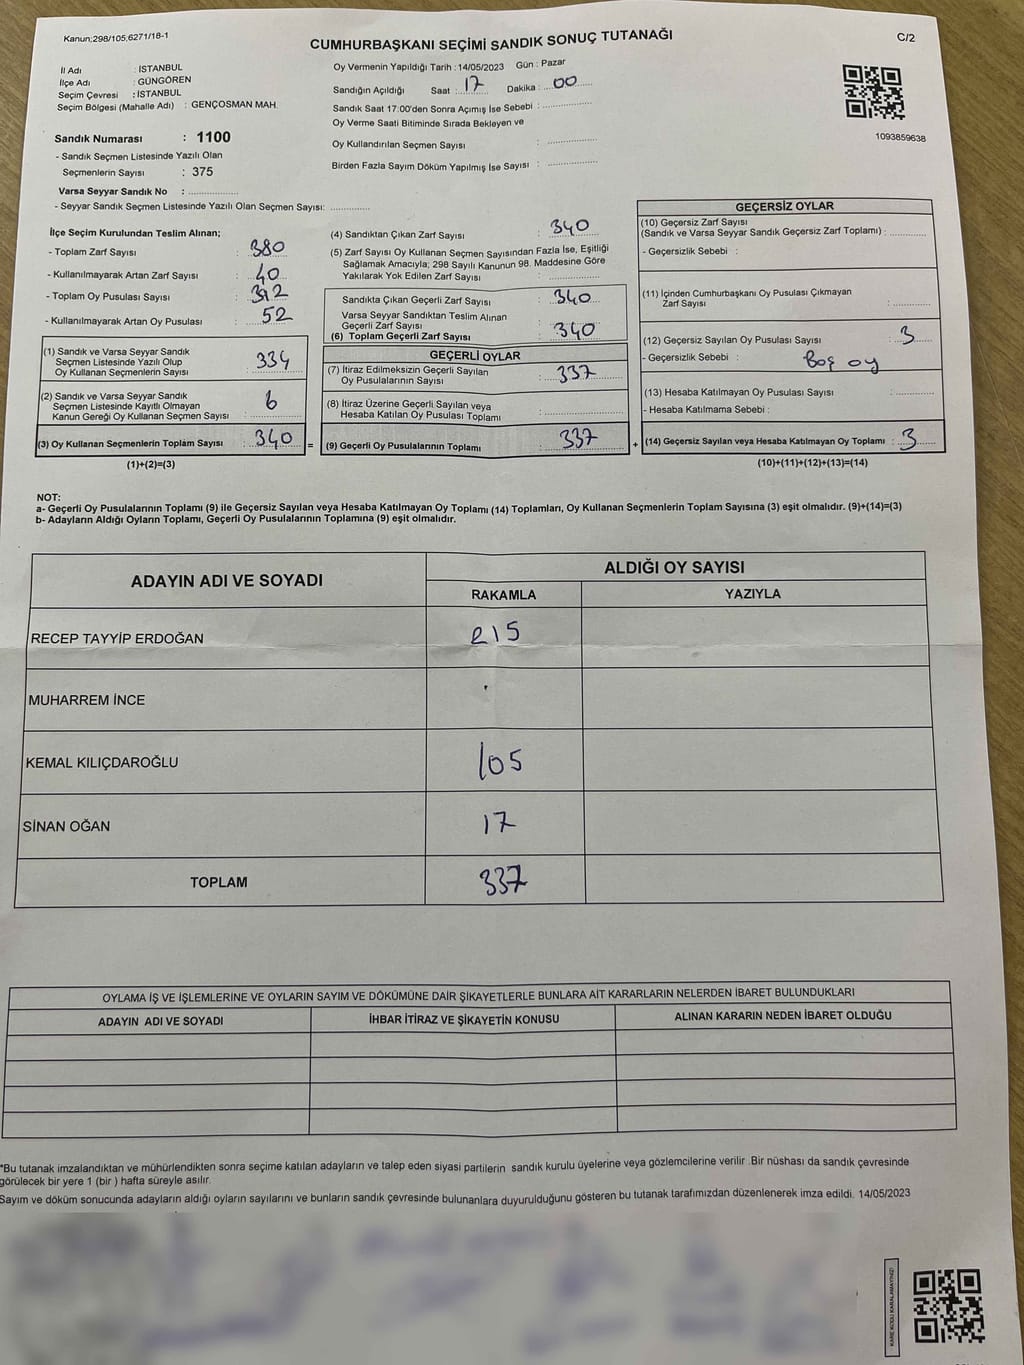 Kanun:298/105,6271/18-1
CUMHURBAŞKANI SEÇİMİ SANDIK SONUÇ TUTANAĞI
C/2
İl Adı : İSTANBUL
İlçe Adı : GÜNGÖREN
Seçim Çevresi : İSTANBUL
Seçim Bölgesi (Mahalle Adı) : GENÇOSMAN MAH.
Sandık Numarası : 1100
- Sandık Seçmen Listesinde Yazılı Olan
Seçmenlerin Sayısı : 375
Varsa Seyyar Sandık No :
- Seyyar Sandık Seçmen Listesinde Yazılı Olan Seçmen Sayısı:
Oy Vermenin Yapıldığı Tarih :14/05/2023 Gün : Pazar
Sandığın Açıldığı Saat : 17 Dakika : 00
Sandık Saat 17:00'den Sonra Açımış İse Sebebi :
Oy Verme Saati Bitiminde Sırada Bekleyen ve
Oy Kullandırılan Seçmen Sayısı :
Birden Fazla Sayım Döküm Yapılmış İse Sayısı :
1093859638
İlçe Seçim Kurulundan Teslim Alınan;
- Toplam Zarf Sayısı : 380
- Kullanılmayarak Artan Zarf Sayısı : 40
- Toplam Oy Pusulası Sayısı : 392
- Kullanılmayarak Artan Oy Pusulası : 52
(1) Sandık ve Varsa Seyyar Sandık
Seçmen Listesinde Yazılı Olup
Oy Kullanan Seçmenlerin Sayısı : 334
(2) Sandık ve Varsa Seyyar Sandık
Seçmen Listesinde Kayıtlı Olmayan
Kanun Gereği Oy Kullanan Seçmen Sayısı : 6
(3) Oy Kullanan Seçmenlerin Toplam Sayısı : 340 =
(1)+(2)=(3)
(4) Sandıktan Çıkan Zarf Sayısı : 340
(5) Zarf Sayısı Oy Kullanan Seçmen Sayısından Fazla İse, Eşitliği
Sağlamak Amacıyla; 298 Sayılı Kanunun 98. Maddesine Göre
Yakılarak Yok Edilen Zarf Sayısı :
Sandıkta Çıkan Geçerli Zarf Sayısı : 340
Varsa Seyyar Sandıktan Teslim Alınan
Geçerli Zarf Sayısı
(6) Toplam Geçerli Zarf Sayısı : 340
GEÇERLİ OYLAR
(7) İtiraz Edilmeksizin Geçerli Sayılan
Oy Pusulalarının Sayısı : 337
(8) İtiraz Üzerine Geçerli Sayılan veya
Hesaba Katılan Oy Pusulası Toplamı :
(9) Geçerli Oy Pusulalarının Toplamı : 337 +
GEÇERSİZ OYLAR
(10) Geçersiz Zarf Sayısı
(Sandık ve Varsa Seyyar Sandık Geçersiz Zarf Toplamı) :
- Geçersizlik Sebebi :
(11) İçinden Cumhurbaşkanı Oy Pusulası Çıkmayan
Zarf Sayısı :
(12) Geçersiz Sayılan Oy Pusulası Sayısı : 3
- Geçersizlik Sebebi : Boş oy
(13) Hesaba Katılmayan Oy Pusulası Sayısı :
- Hesaba Katılmama Sebebi :
(14) Geçersiz Sayılan veya Hesaba Katılmayan Oy Toplamı : 3
(10)+(11)+(12)+(13)=(14)
NOT:
a- Geçerli Oy Pusulalarının Toplamı (9) ile Geçersiz Sayılan veya Hesaba Katılmayan Oy Toplamı (14) Toplamları, Oy Kullanan Seçmenlerin Toplam Sayısına (3) eşit olmalıdır. (9)+(14)=(3)
b- Adayların Aldığı Oyların Toplamı, Geçerli Oy Pusulalarının Toplamına (9) eşit olmalıdır.
ADAYIN ADI VE SOYADI ALDIĞI OY SAYISI
RAKAMLA YAZIYLA
RECEP TAYYİP ERDOĞAN 215
MUHARREM İNCE
KEMAL KILIÇDAROĞLU 105
SİNAN OĞAN 17
TOPLAM 337
OYLAMA İŞ VE İŞLEMLERİNE VE OYLARIN SAYIM VE DÖKÜMÜNE DAİR ŞİKAYETLERLE BUNLARA AİT KARARLARIN NELERDEN İBARET BULUNDUKLARI
ADAYIN ADI VE SOYADI İHBAR İTİRAZ VE ŞİKAYETİN KONUSU ALINAN KARARIN NEDEN İBARET OLDUĞU
*Bu tutanak imzalandıktan ve mühürlendikten sonra seçime katılan adayların ve talep eden siyasi partilerin sandık kurulu üyelerine veya gözlemcilerine verilir .Bir nüshası da sandık çevresinde
görülecek bir yere 1 (bir ) hafta süreyle asılır.
Sayım ve döküm sonucunda adayların aldığı oyların sayılarını ve bunların sandık çevresinde bulunanlara duyurulduğunu gösteren bu tutanak tarafımızdan düzenlenerek imza edildi. 14/05/2023
KARE KODU KARALAMAYINIZ!